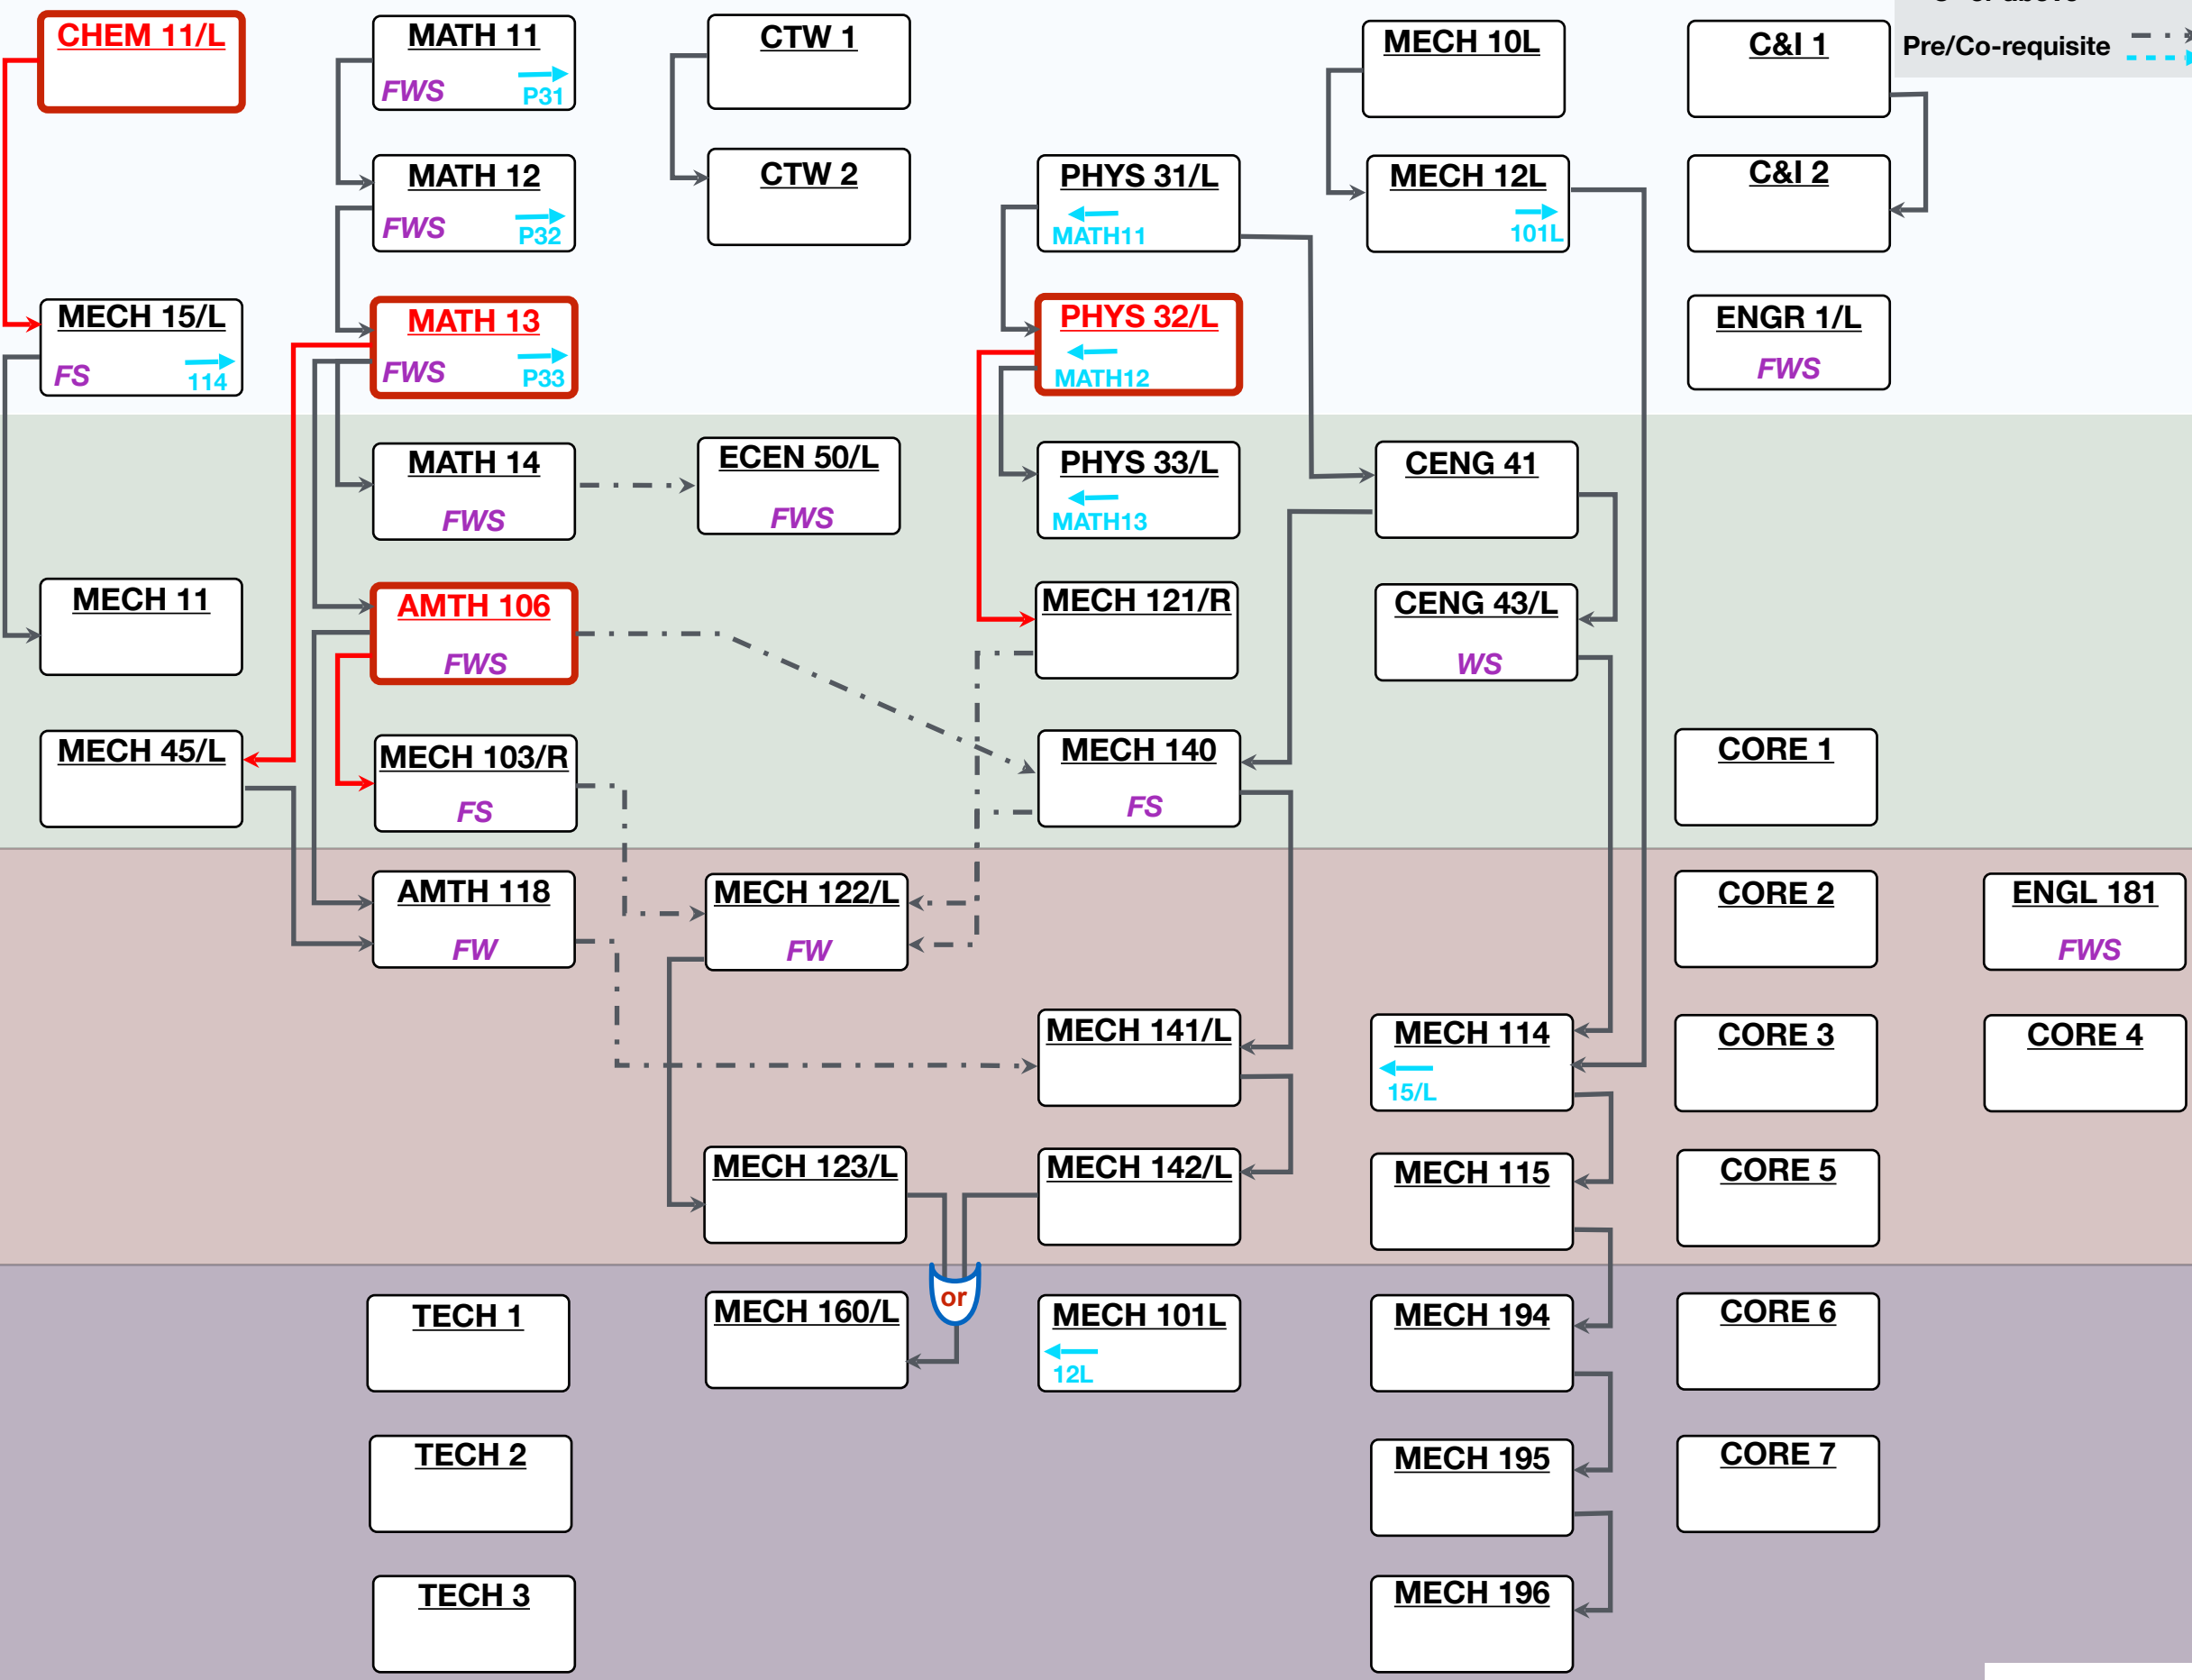 CHEM 11/L
MATH 11
FWS
P31
CTW 1
MECH 10L
C&I 1
Pre/Co-requisite
MATH 12
FWS
P32
CTW 2
PHYS 31/L
MATH11
MECH 12L
101L
C&I 2
MECH 15/L
FS
114
MATH 13
FWS
P33
PHYS 32/L
MATH12
ENGR 1/L
FWS
MATH 14
FWS
ECEN 50/L
FWS
PHYS 33/L
MATH13
CENG 41
MECH 11
AMTH 106
FWS
MECH 121/R
CENG 43/L
WS
MECH 45/L
MECH 103/R
FS
MECH 140
FS
CORE 1
AMTH 118
FW
MECH 122/L
FW
CORE 2
ENGL 181
FWS
MECH 141/L
MECH 114
15/L
CORE 3
CORE 4
MECH 123/L
MECH 142/L
MECH 115
CORE 5
or
TECH 1
MECH 160/L
MECH 101L
12L
MECH 194
CORE 6
TECH 2
MECH 195
CORE 7
TECH 3
MECH 196